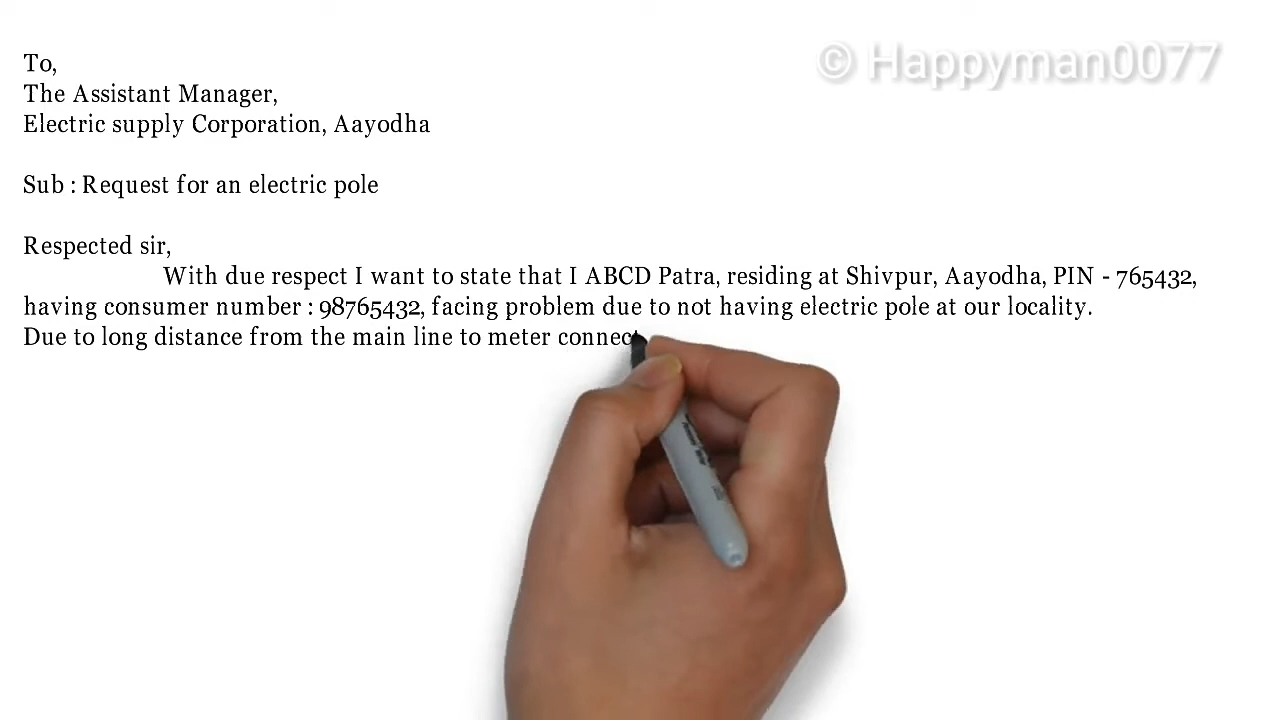 © Happyman0077
To,
The Assistant Manager,
Electric supply Corporation, Aayodha
Sub : Request for an electric pole
Respected sir,
With due respect I want to state that I ABCD Patra, residing at Shivpur, Aayodha, PIN - 765432,
having consumer number : 98765432, facing problem due to not having electric pole at our locality.
Due to long distance from the main line to meter connect